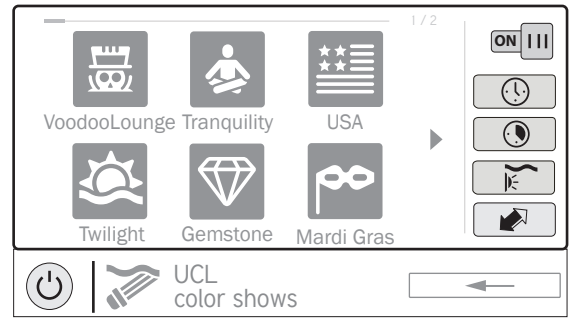 1 / 2
ON
VoodooLounge Tranquility USA
Twilight Gemstone Mardi Gras
UCL
color shows